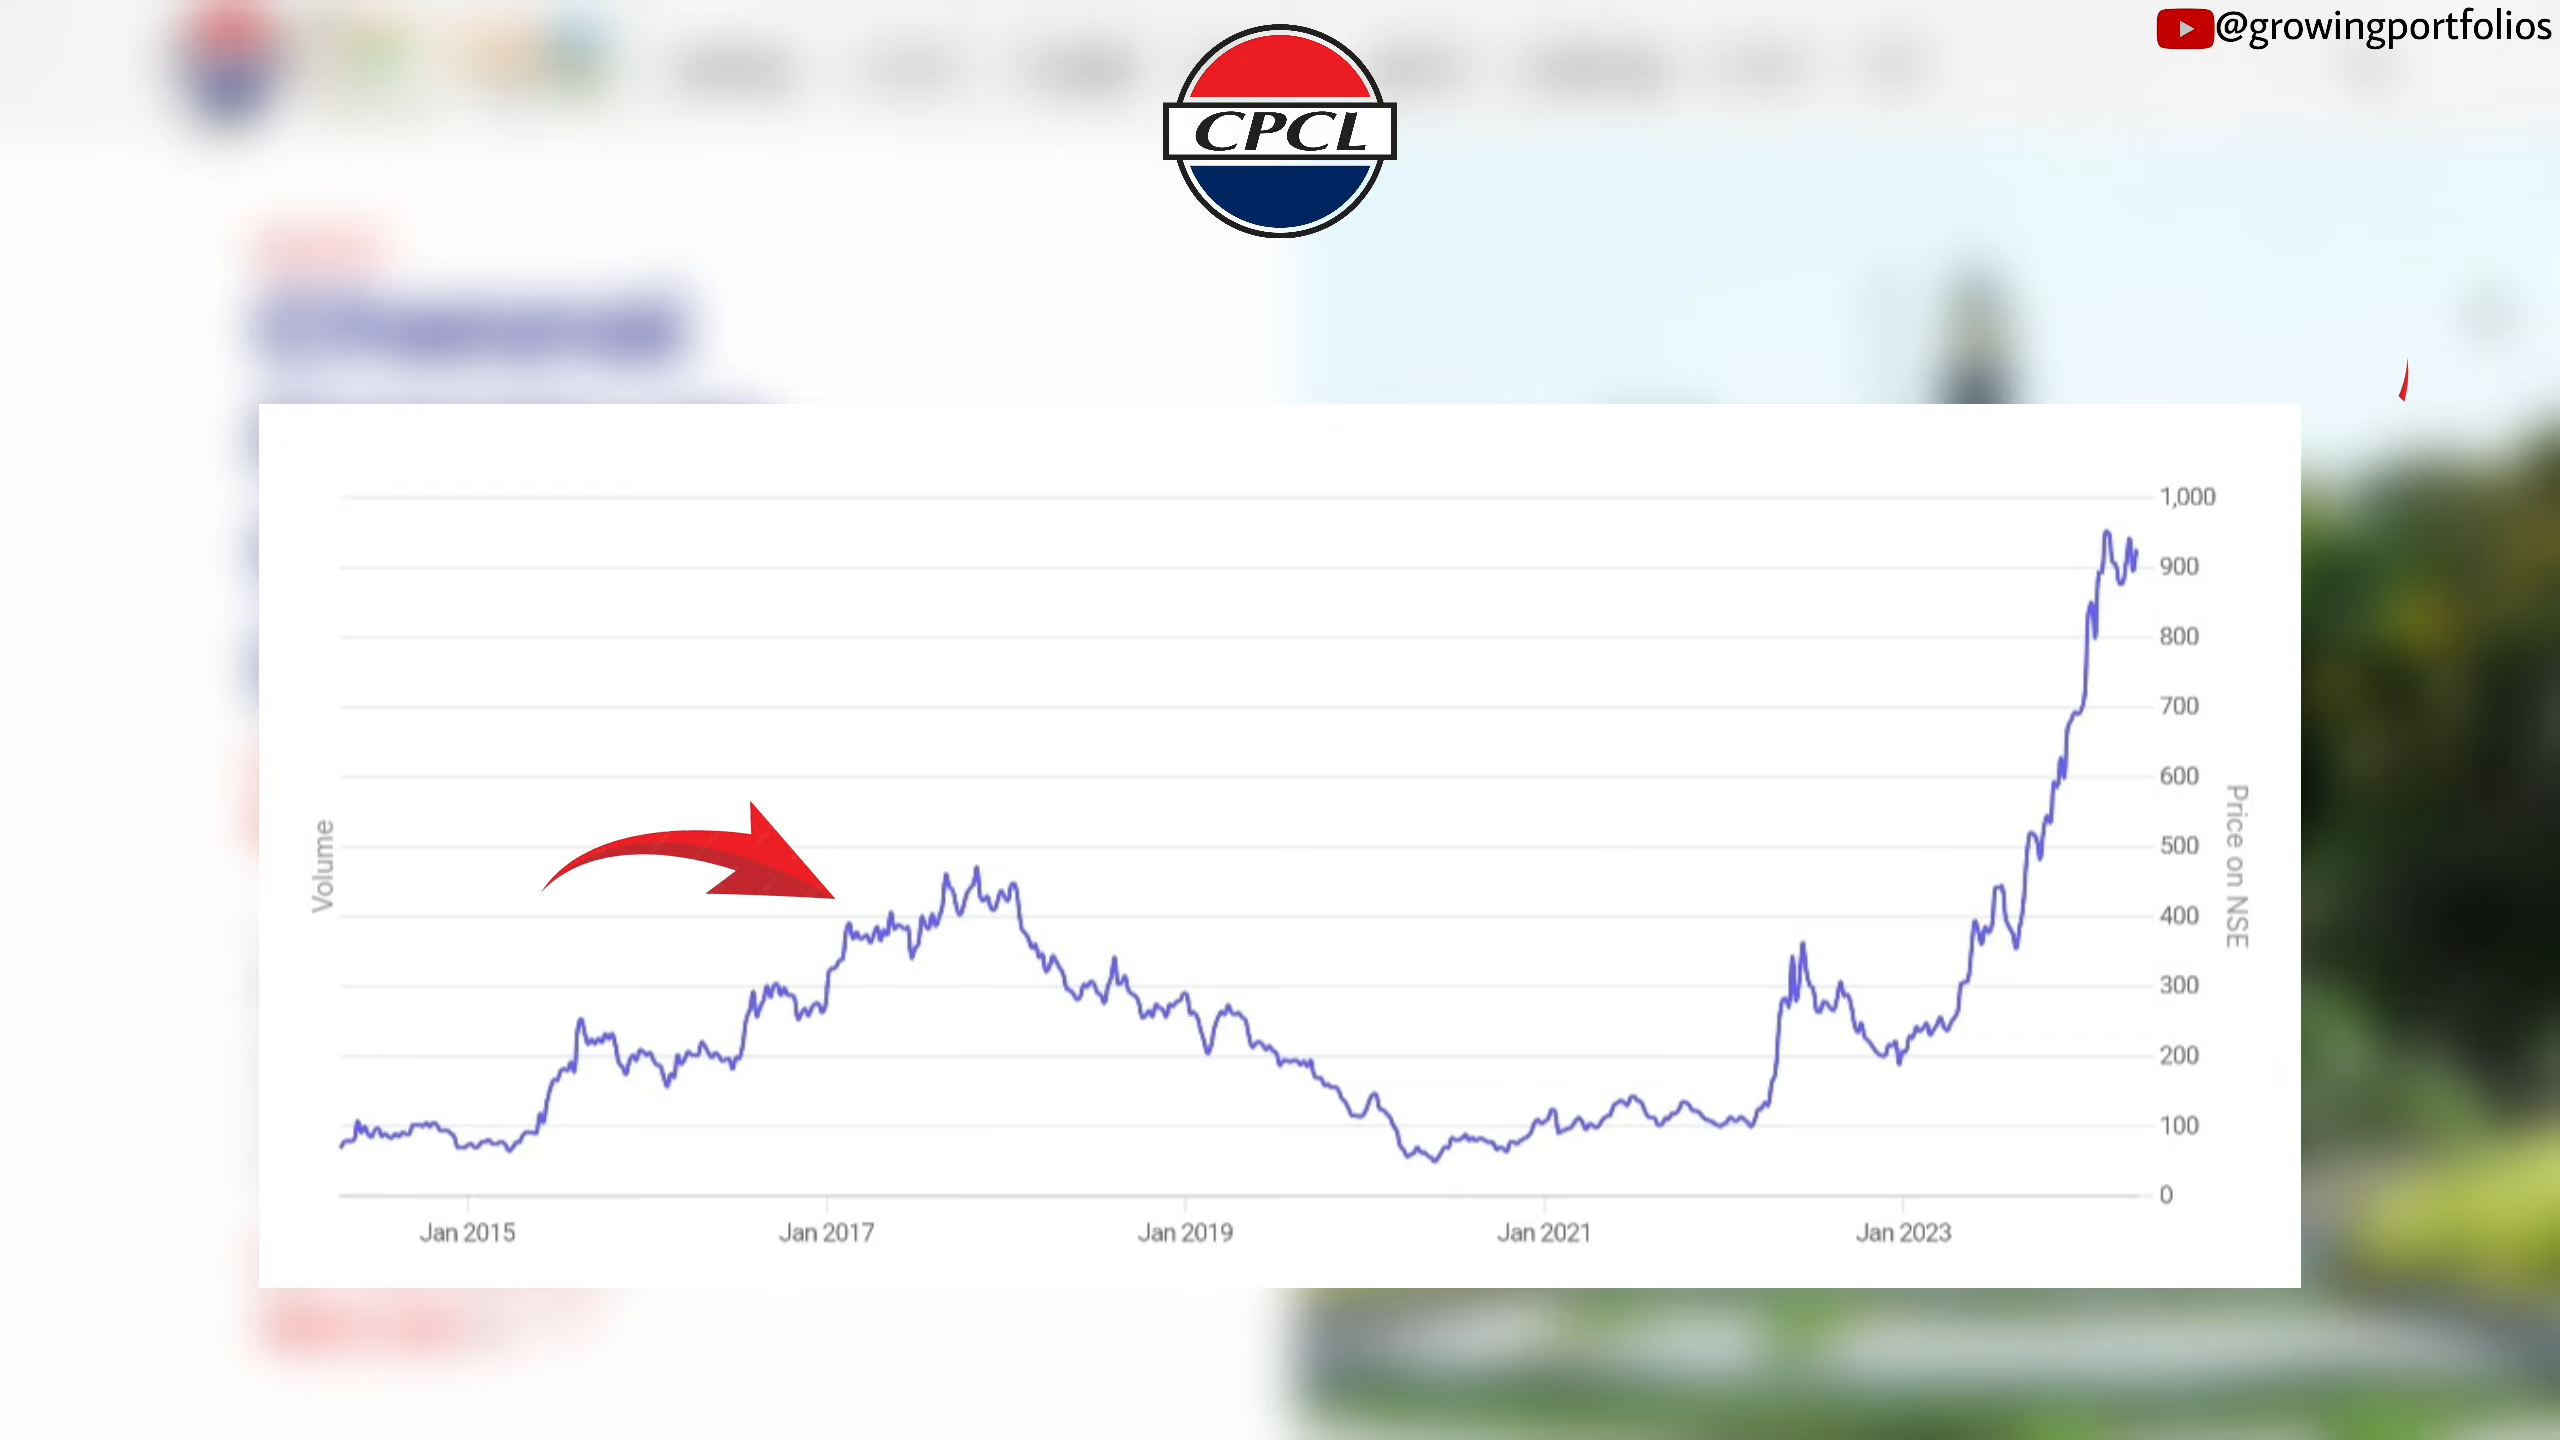 @growingportfolios
CPCL
1,000
900
800
700
600
500
400
300
200
100
0
Volume
Price on NSE
Jan 2015
Jan 2017
Jan 2019
Jan 2021
Jan 2023